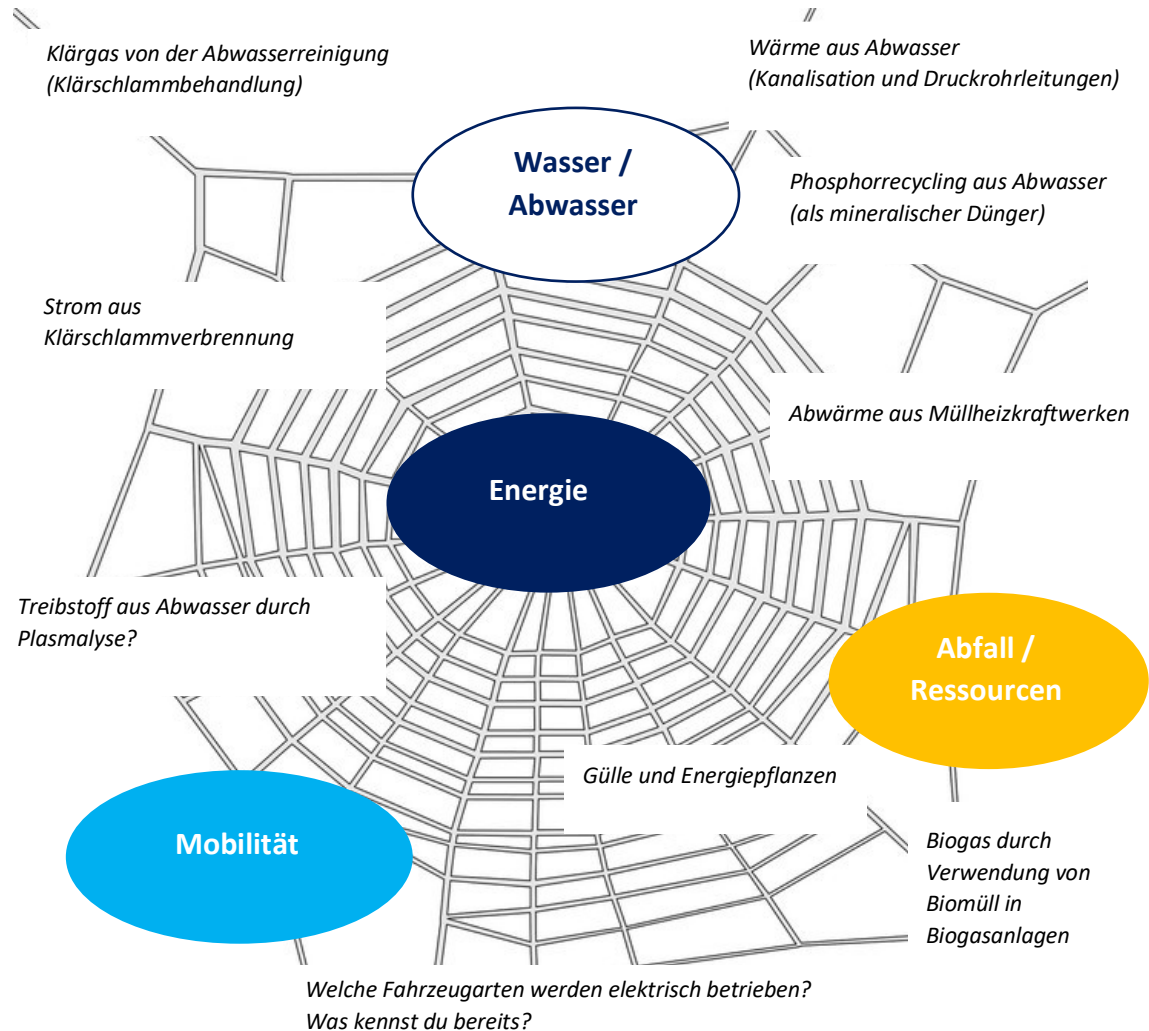 Klärgas von der Abwasserreinigung
(Klärschlammbehandlung)
Wärme aus Abwasser
(Kanalisation und Druckrohrleitungen)
Wasser /
Abwasser
Phosphorrecycling aus Abwasser
(als mineralischer Dünger)
Strom aus
Klärschlammverbrennung
Abwärme aus Müllheizkraftwerken
Energie
Treibstoff aus Abwasser durch
Plasmalyse?
Abfall /
Ressourcen
Gülle und Energiepflanzen
Mobilität
Biogas durch
Verwendung von
Biomüll in
Biogasanlagen
Welche Fahrzeugarten werden elektrisch betrieben?
Was kennst du bereits?